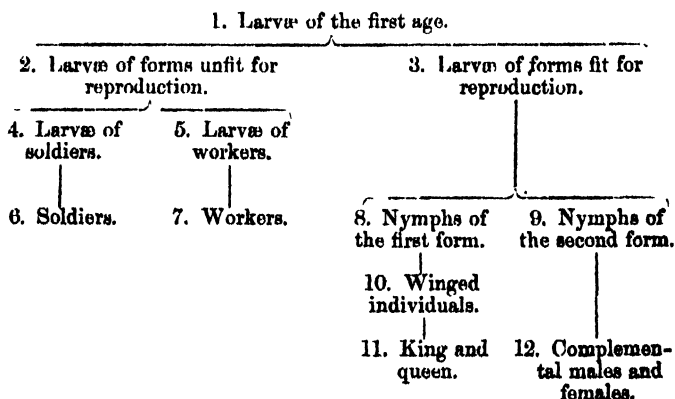 1. Larvæ of the first age.
2. Larvæ of forms unfit for
reproduction.
3. Larvæ of forms fit for
reproduction.
4. Larvæ of
soldiers.
5. Larvæ of
workers.
6. Soldiers.
7. Workers.
8. Nymphs of
the first form.
9. Nymphs of
the second form.
10. Winged
individuals.
11. King and
queen.
12. Complemen-
tal males and
females.